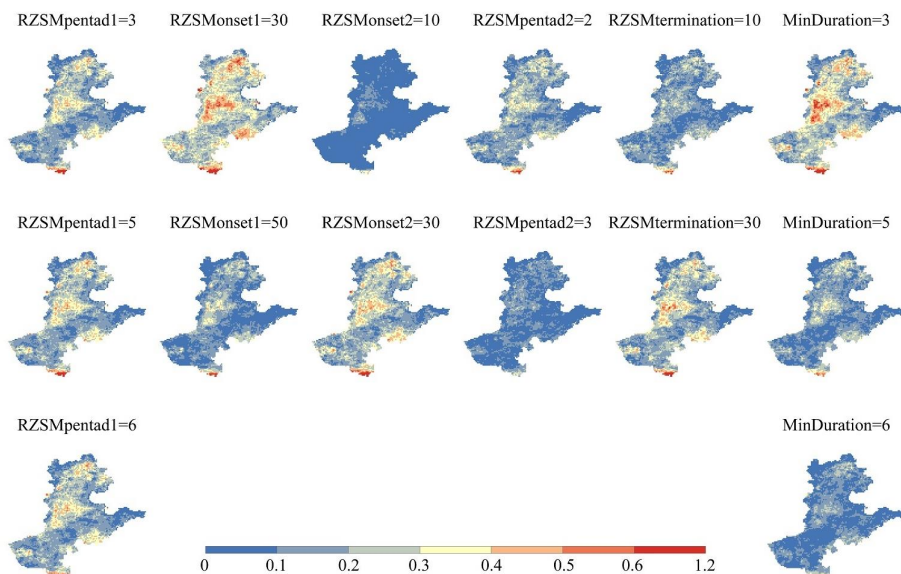 RZSMpentad1=3 RZSMonset1=30 RZSMonset2=10 RZSMpentad2=2 RZSMtermination=10 MinDuration=3
RZSMpentad1=5 RZSMonset1=50 RZSMonset2=30 RZSMpentad2=3 RZSMtermination=30 MinDuration=5
RZSMpentad1=6 MinDuration=6
0 0.1 0.2 0.3 0.4 0.5 0.6 1.2